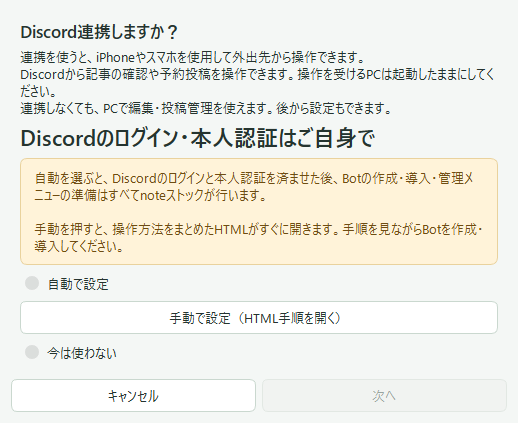 Discord連携しますか？
連携を使うと、iPhoneやスマホを使用して外出先から操作できます。
Discordから記事の確認や予約投稿を操作できます。操作を受けるPCは起動したままにしてく
ださい。
連携しなくても、PCで編集・投稿管理を使えます。後から設定もできます。
Discordのログイン・本人認証はご自身で
自動を選ぶと、Discordのログインと本人認証を済ませた後、Botの作成・導入・管理メ
ニューの準備はすべてnoteストックが行います。
手動を押すと、操作方法をまとめたHTMLがすぐに開きます。手順を見ながらBotを作成・
導入してください。
自動で設定
手動で設定（HTML手順を開く）
今は使わない
キャンセル
次へ